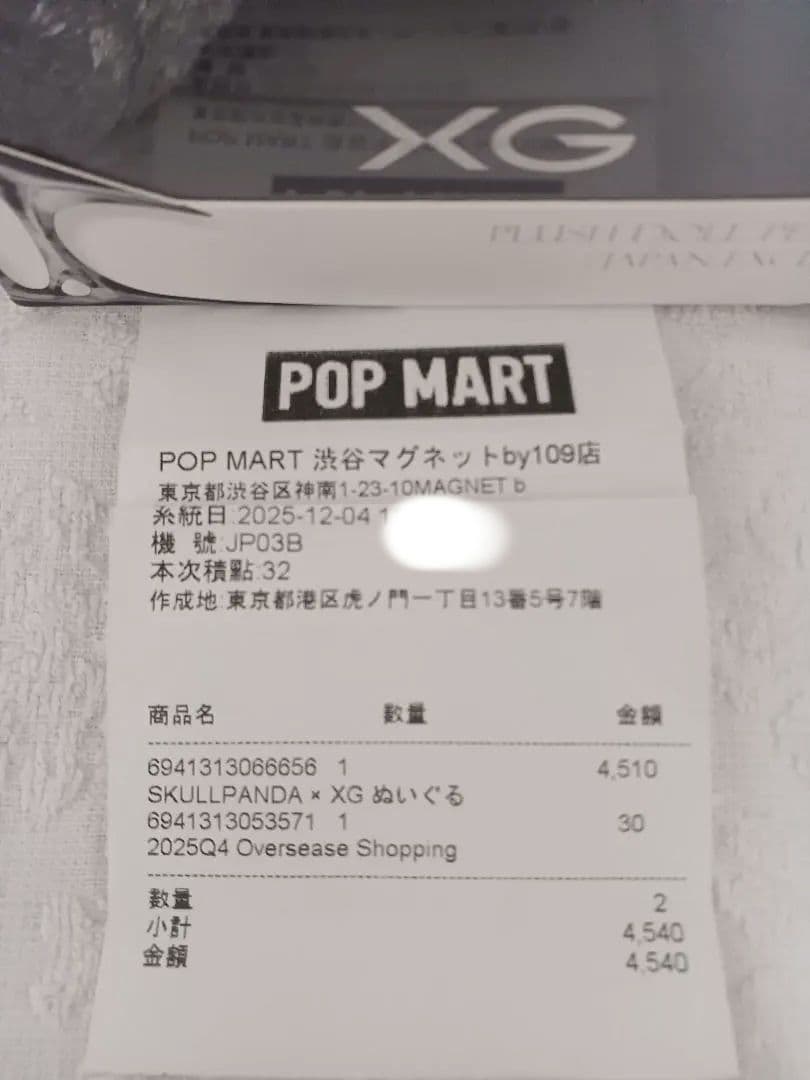 XG
POP MART
POP MART 渋谷マグネットby109店
東京都渋谷区神南1-23-10MAGNET b
糸統日:2025-12-04 1
機 號:JP03B
本次積點:32
作成地:東京都港区虎ノ門一丁目13番5号7階
商品名 數量 金額
6941313066656 1 4,510
SKULLPANDA × XG ぬいぐる
6941313053571 1 30
2025Q4 Oversease Shopping
數量 2
小計 4,540
金額 4,540